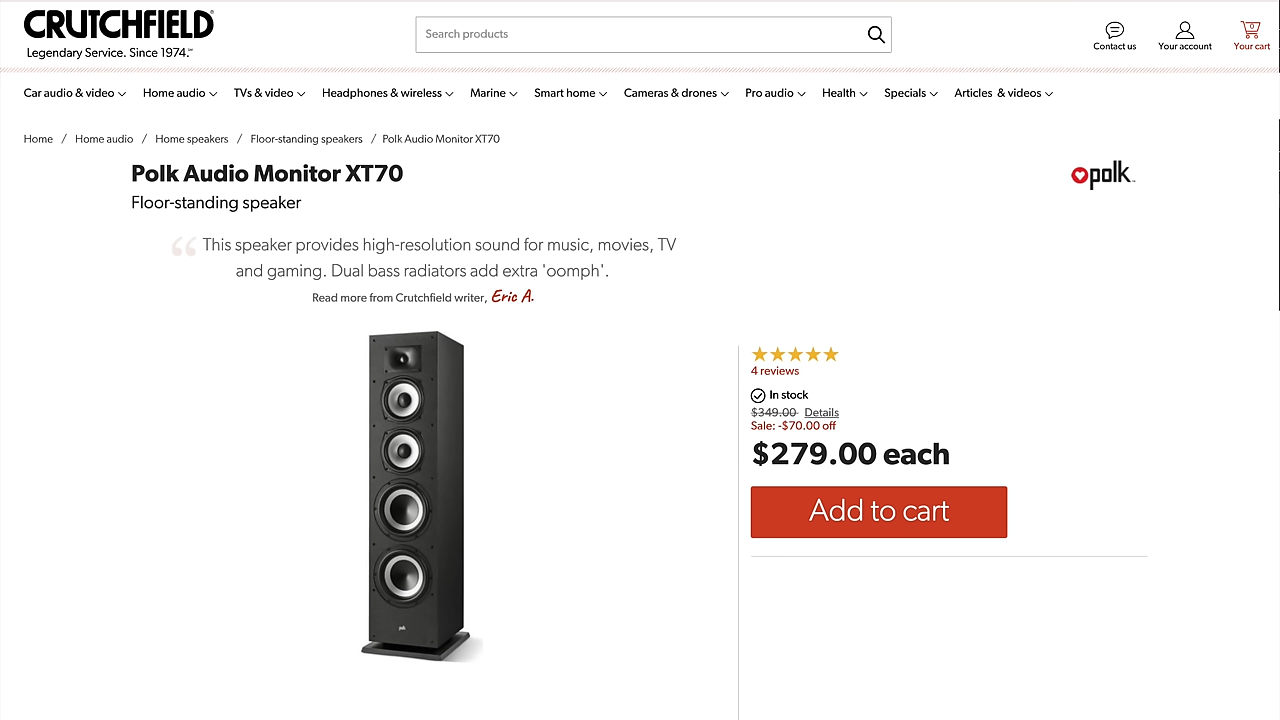 CRUTCHFIELD
Legendary Service. Since 1974.
Search products
Contact us
Your account
0
Your cart
Car audio & video
Home audio
TVs & video
Headphones & wireless
Marine
Smart home
Cameras & drones
Pro audio
Health
Specials
Articles & videos
Home / Home audio / Home speakers / Floor-standing speakers / Polk Audio Monitor XT70
Polk Audio Monitor XT70
polk
Floor-standing speaker
“ This speaker provides high-resolution sound for music, movies, TV
and gaming. Dual bass radiators add extra 'oomph'.
Read more from Crutchfield writer, Eric A.
4 reviews
In stock
$349.00 Details
Sale: -$70.00 off
$279.00 each
Add to cart
polk